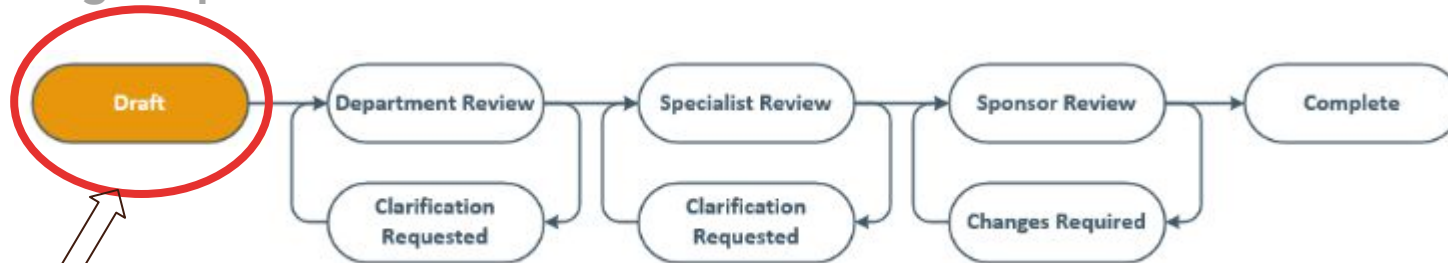 Draft
Department Review
Specialist Review
Sponsor Review
Complete
Clarification
Requested
Clarification
Requested
Changes Required